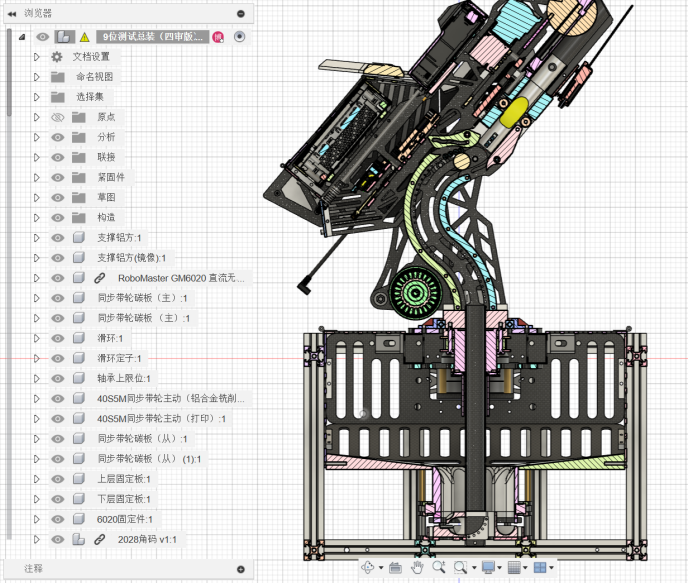 浏览器
9位测试总装（四审版）...
文档设置
命名视图
选择集
原点
分析
联接
紧固件
草图
构造
支撑铝方:1
支撑铝方(镜像):1
RoboMaster GM6020 直流无...
同步带轮碳板（主）:1
同步带轮碳板 （主）:1
滑环:1
滑环定子:1
轴承上限位:1
40S5M同步带轮主动（铝合金铣削...
40S5M同步带轮主动（打印）:1
同步带轮碳板（从）:1
同步带轮碳板（从） (1):1
上层固定板:1
下层固定板:1
6020固定件:1
2028角码 v1:1
注释